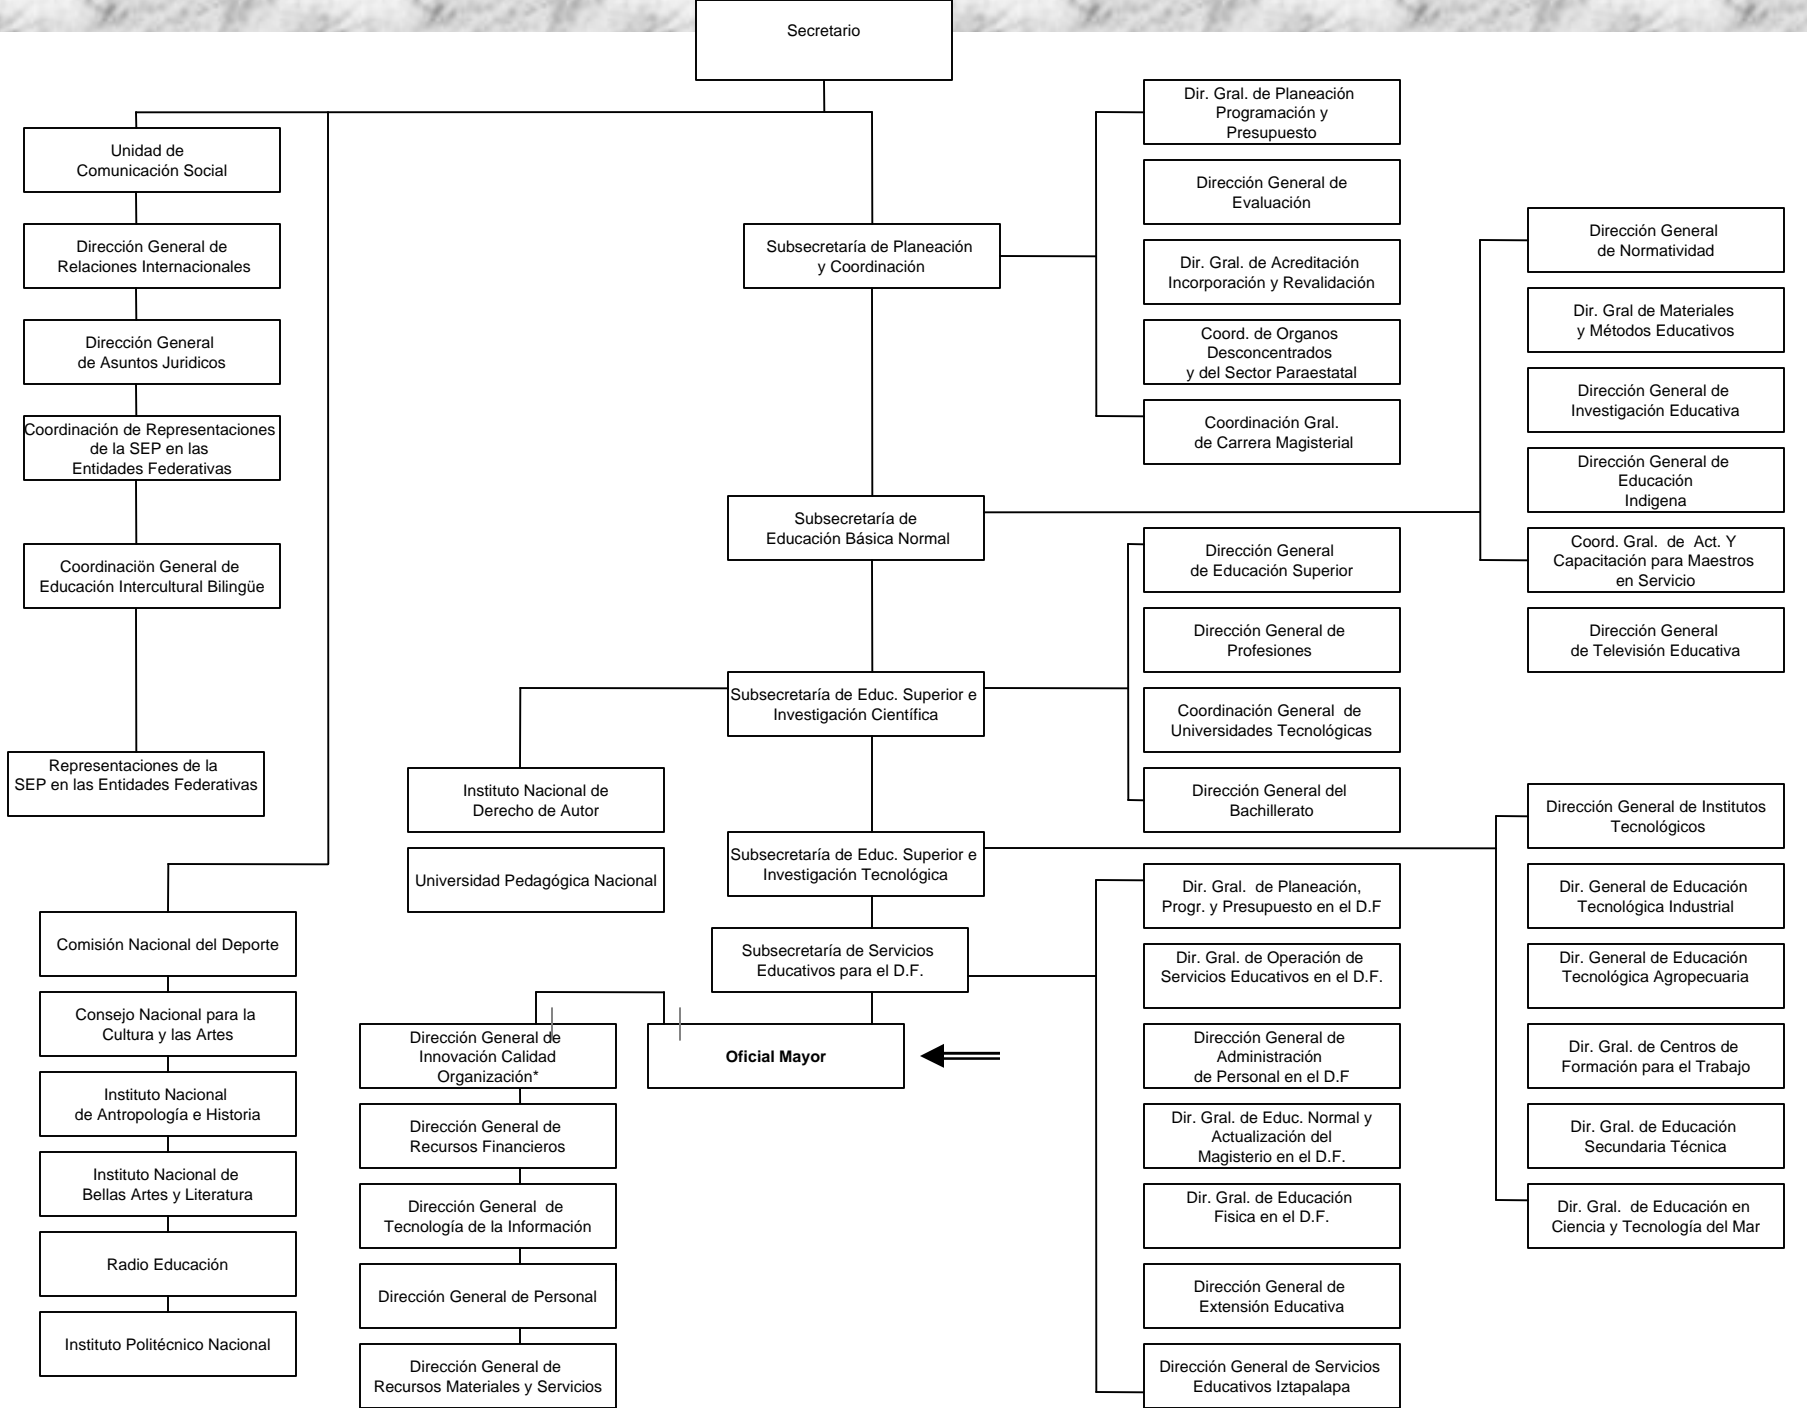 Secretario
Unidad de
Comunicación Social
Dirección General de
Relaciones Internacionales
Dirección General
de Asuntos Juridicos
Coordinación de Representaciones
de la SEP en las
Entidades Federativas
Coordinaciön General de
Educación Intercultural Bilingüe
Representaciones de la
SEP en las Entidades Federativas
Comisión Nacional del Deporte
Consejo Nacional para la
Cultura y las Artes
Instituto Nacional
de Antropología e Historia
Instituto Nacional de
Bellas Artes y Literatura
Radio Educación
Instituto Politécnico Nacional
Subsecretaría de Planeación
y Coordinación
Dir. Gral. de Planeación
Programación y
Presupuesto
Dirección General de
Evaluación
Dir. Gral. de Acreditación
Incorporación y Revalidación
Coord. de Organos
Desconcentrados
y del Sector Paraestatal
Coordinación Gral.
de Carrera Magisterial
Subsecretaría de
Educación Básica Normal
Dirección General
de Normatividad
Dir. Gral de Materiales
y Métodos Educativos
Dirección General de
Investigación Educativa
Dirección General de
Educación
Indigena
Coord. Gral. de Act. Y
Capacitación para Maestros
en Servicio
Dirección General
de Televisión Educativa
Subsecretaría de Educ. Superior e
Investigación Científica
Instituto Nacional de
Derecho de Autor
Universidad Pedagógica Nacional
Dirección General
de Educación Superior
Dirección General de
Profesiones
Coordinación General de
Universidades Tecnológicas
Dirección General del
Bachillerato
Subsecretaría de Educ. Superior e
Investigación Tecnológica
Dirección General de Institutos
Tecnológicos
Dir. General de Educación
Tecnológica Industrial
Dir. General de Educación
Tecnológica Agropecuaria
Dir. Gral. de Centros de
Formación para el Trabajo
Dir. Gral. de Educación
Secundaria Técnica
Dir. Gral. de Educación en
Ciencia y Tecnología del Mar
Subsecretaría de Servicios
Educativos para el D.F.
Dir. Gral. de Planeación,
Progr. y Presupuesto en el D.F
Dir. Gral. de Operación de
Servicios Educativos en el D.F.
Dirección General de
Administración
de Personal en el D.F
Dir. Gral. de Educ. Normal y
Actualización del
Magisterio en el D.F.
Dir. Gral. de Educación
Fisica en el D.F.
Dirección General de
Extensión Educativa
Dirección General de Servicios
Educativos Iztapalapa
Oficial Mayor
Dirección General de
Innovación Calidad
Organización*
Dirección General de
Recursos Financieros
Dirección General de
Tecnología de la Información
Dirección General de Personal
Dirección General de
Recursos Materiales y Servicios